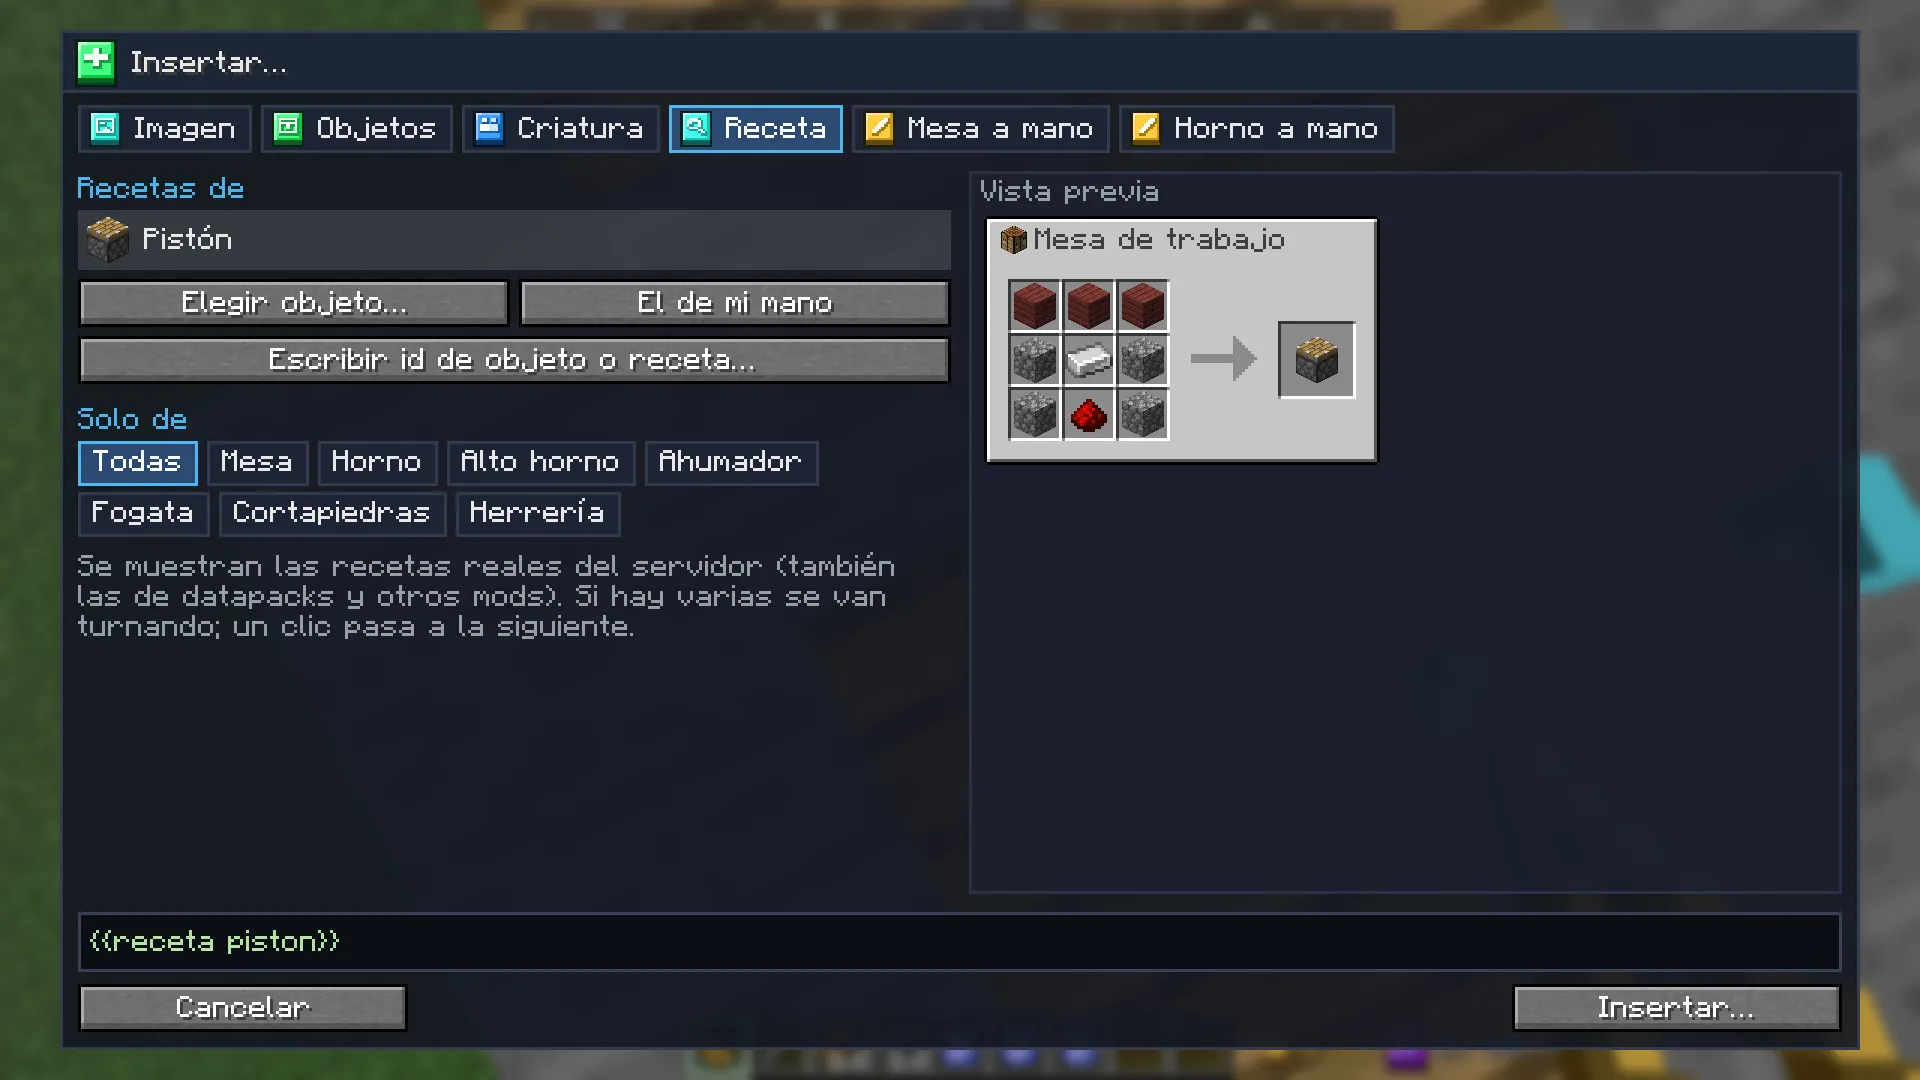 Insertar...
Imagen
Objetos
Criatura
Receta
Mesa a mano
Horno a mano
Recetas de
Pistón
Elegir objeto...
El de mi mano
Escribir id de objeto o receta...
Solo de
Todas
Mesa
Horno
Alto horno
Ahumador
Fogata
Cortapiedras
Herrería
Se muestran las recetas reales del servidor (también
las de datapacks y otros mods). Si hay varias se van
turnando; un clic pasa a la siguiente.
Vista previa
Mesa de trabajo
{{receta piston}}
Cancelar
Insertar...